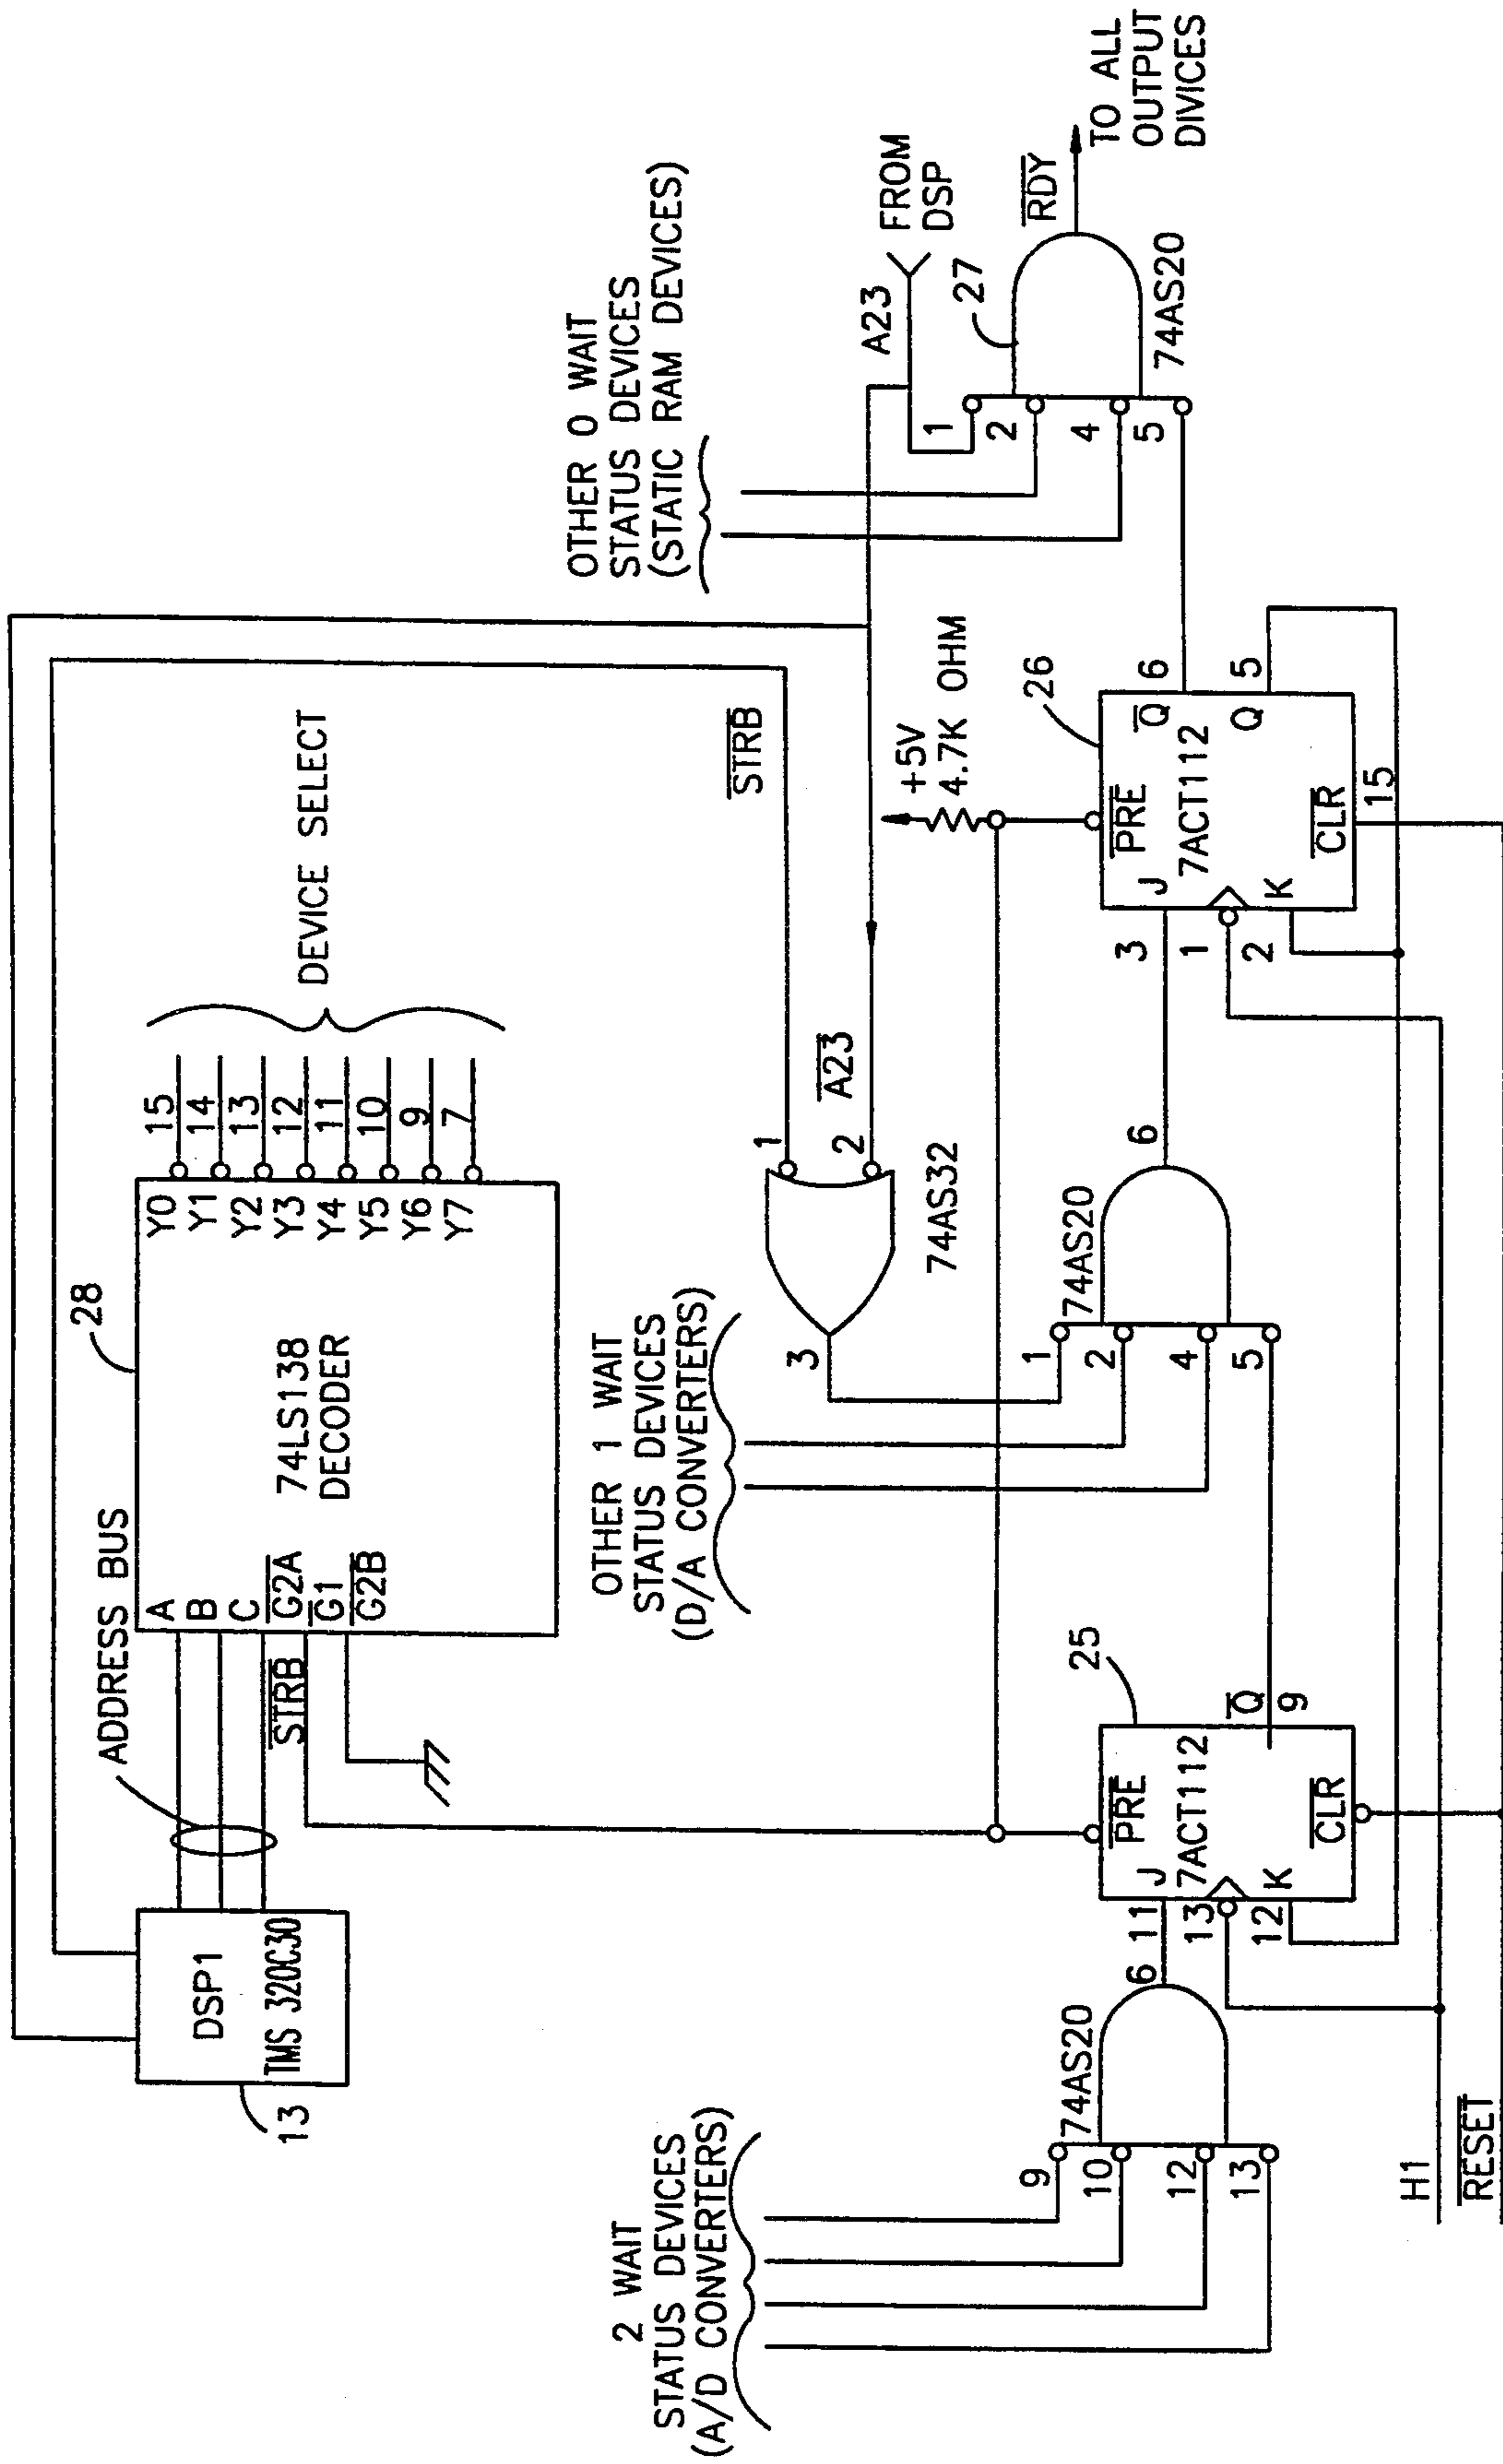 13
DSP1
TMS 320C30
ADDRESS BUS
STRB
28
A
B
C
G2A
G1
G2B
74LS138
DECODER
Y0
Y1
Y2
Y3
Y4
Y5
Y6
Y7
15
14
13
12
11
10
9
7
DEVICE SELECT
OTHER 0 WAIT
STATUS DEVICES
(STATIC RAM DEVICES)
STRB
A23
1
2
3
74AS32
A23
FROM
DSP
+5V
4.7K OHM
2 WAIT
STATUS DEVICES
(A/D CONVERTERS)
OTHER 1 WAIT
STATUS DEVICES
(D/A CONVERTERS)
9
10
12
13
74AS20
6
11
13
12
J
K
PRE
7ACT112
CLR
Q
9
25
1
2
4
5
74AS20
6
3
1
2
J
K
PRE
7ACT112
CLR
15
Q
Q
6
5
26
1
2
4
5
27
74AS20
RDY
TO ALL
OUTPUT
DIVICES
H1
RESET